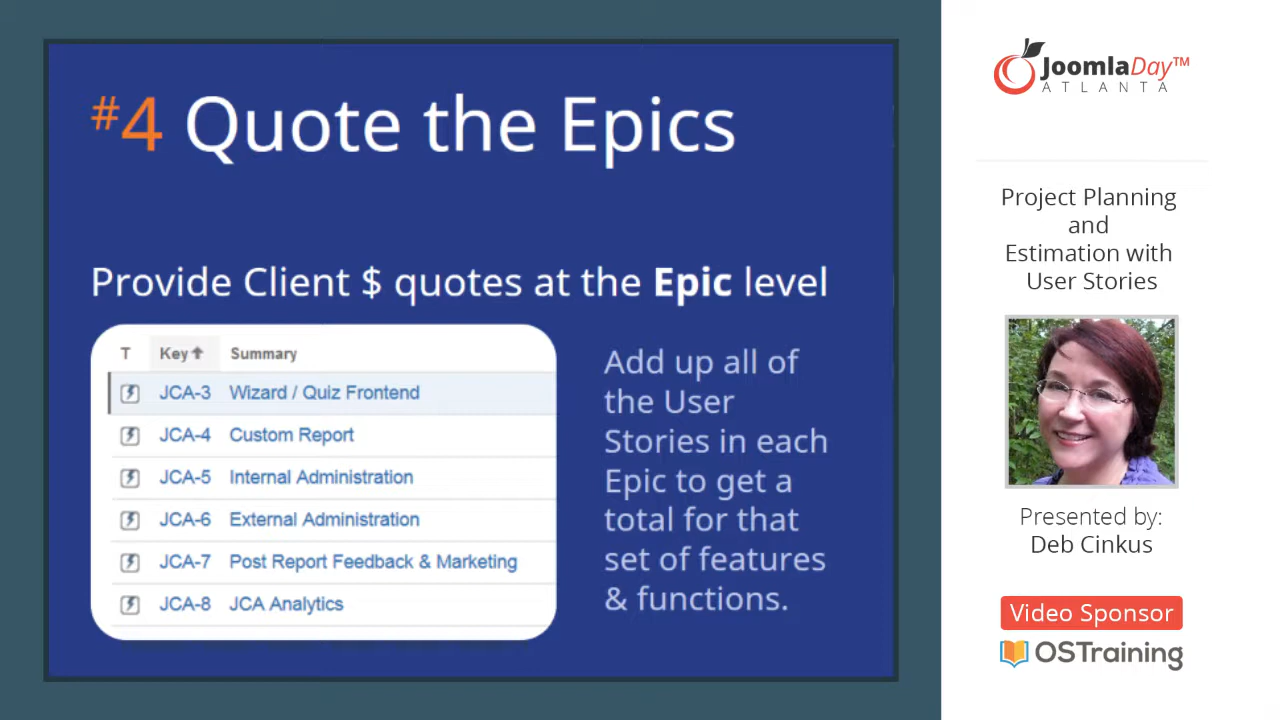 #4 Quote the Epics
Provide Client $ quotes at the Epic level
T Key Summary
JCA-3 Wizard / Quiz Frontend
JCA-4 Custom Report
JCA-5 Internal Administration
JCA-6 External Administration
JCA-7 Post Report Feedback & Marketing
JCA-8 JCA Analytics
Add up all of
the User
Stories in each
Epic to get a
total for that
set of features
& functions.
JoomlaDay™
ATLANTA
Project Planning
and
Estimation with
User Stories
Presented by:
Deb Cinkus
Video Sponsor
OSTraining